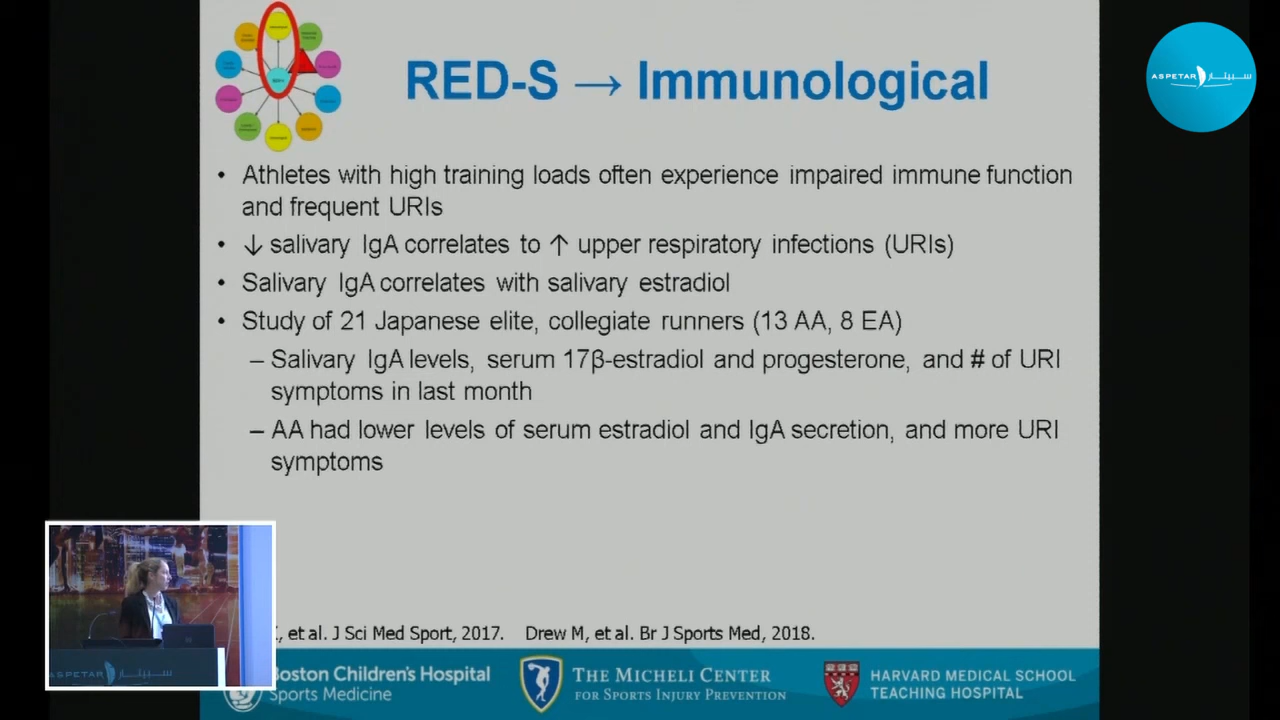 RED-S → Immunological
ASPETAR سبيتار
• Athletes with high training loads often experience impaired immune function
and frequent URIs
• ↓ salivary IgA correlates to ↑ upper respiratory infections (URIs)
• Salivary IgA correlates with salivary estradiol
• Study of 21 Japanese elite, collegiate runners (13 AA, 8 EA)
– Salivary IgA levels, serum 17β-estradiol and progesterone, and # of URI
symptoms in last month
– AA had lower levels of serum estradiol and IgA secretion, and more URI
symptoms
, et al. J Sci Med Sport, 2017. Drew M, et al. Br J Sports Med, 2018.
ASPETAR سبيتار
Boston Children's Hospital
Sports Medicine
THE MICHELI CENTER
FOR SPORTS INJURY PREVENTION
HARVARD MEDICAL SCHOOL
TEACHING HOSPITAL